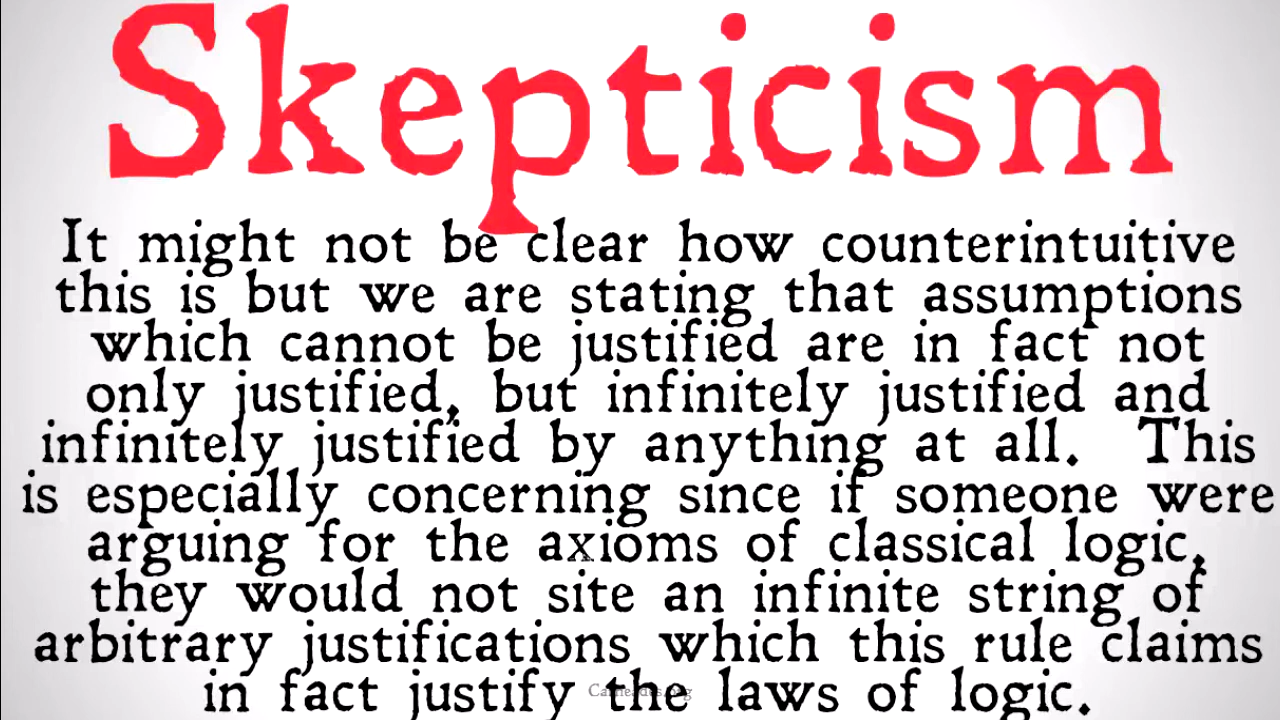 Skepticism
It might not be clear how counterintuitive
this is but we are stating that assumptions
which cannot be justified are in fact not
only justified, but infinitely justified and
infinitely justified by anything at all. This
is especially concerning since if someone were
arguing for the axioms of classical logic,
they would not site an infinite string of
arbitrary justifications which this rule claims
in fact justify the laws of logic.
Carneades.org